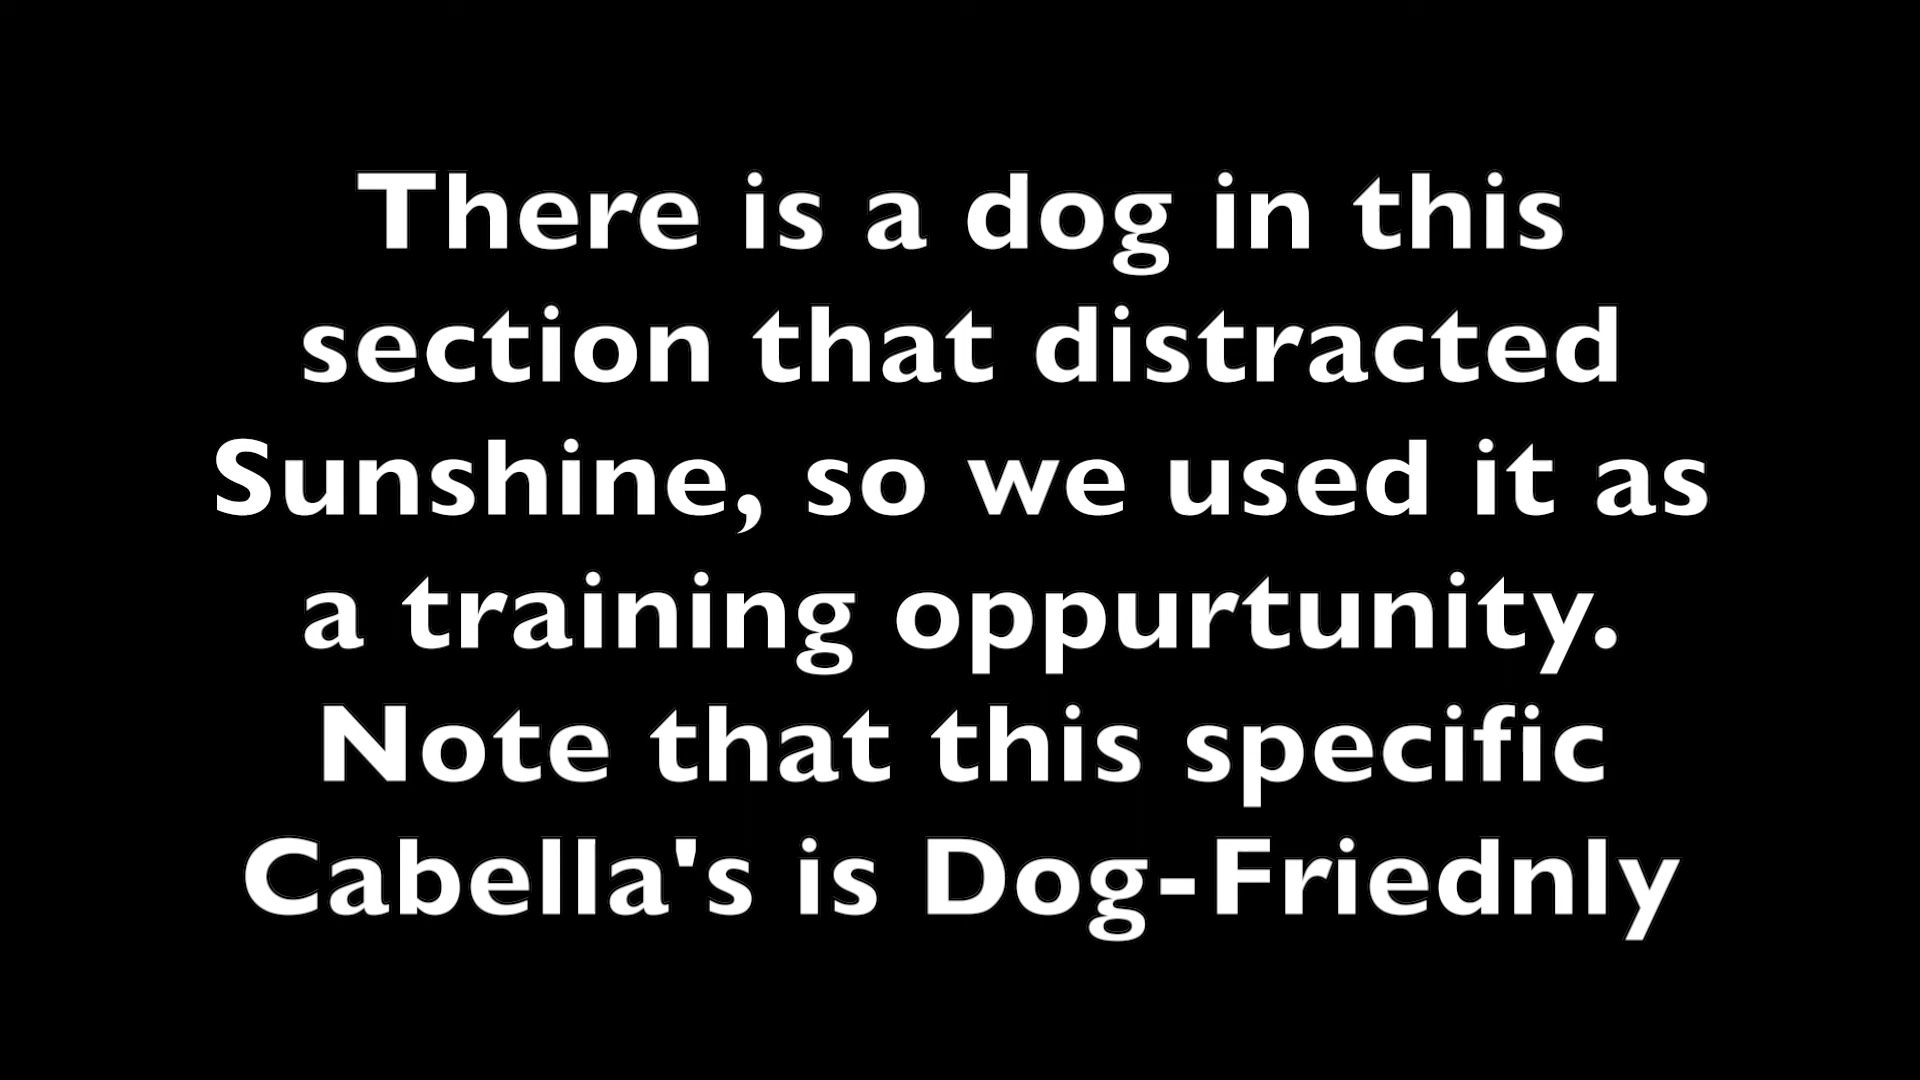 There is a dog in this
section that distracted
Sunshine, so we used it as
a training oppurtunity.
Note that this specific
Cabella's is Dog-Friednly